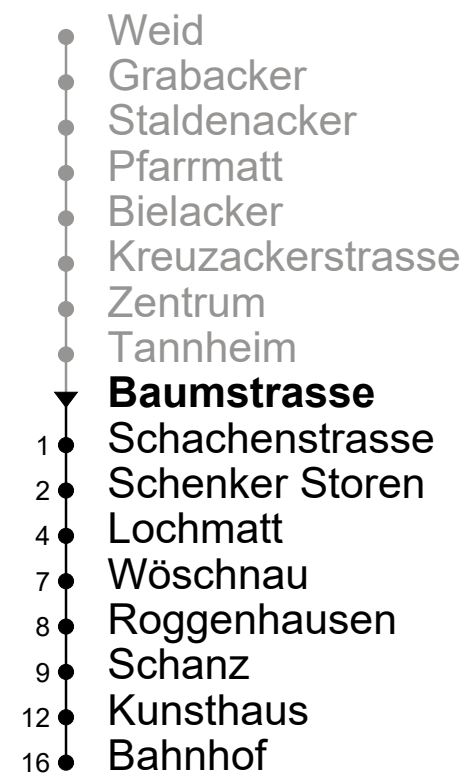 Weid
Grabacker
Staldenacker
Pfarrmatt
Bielacker
Kreuzackerstrasse
Zentrum
Tannheim
Baumstrasse
1 Schachenstrasse
2 Schenker Storen
4 Lochmatt
7 Wöschnau
8 Roggenhausen
9 Schanz
12 Kunsthaus
16 Bahnhof